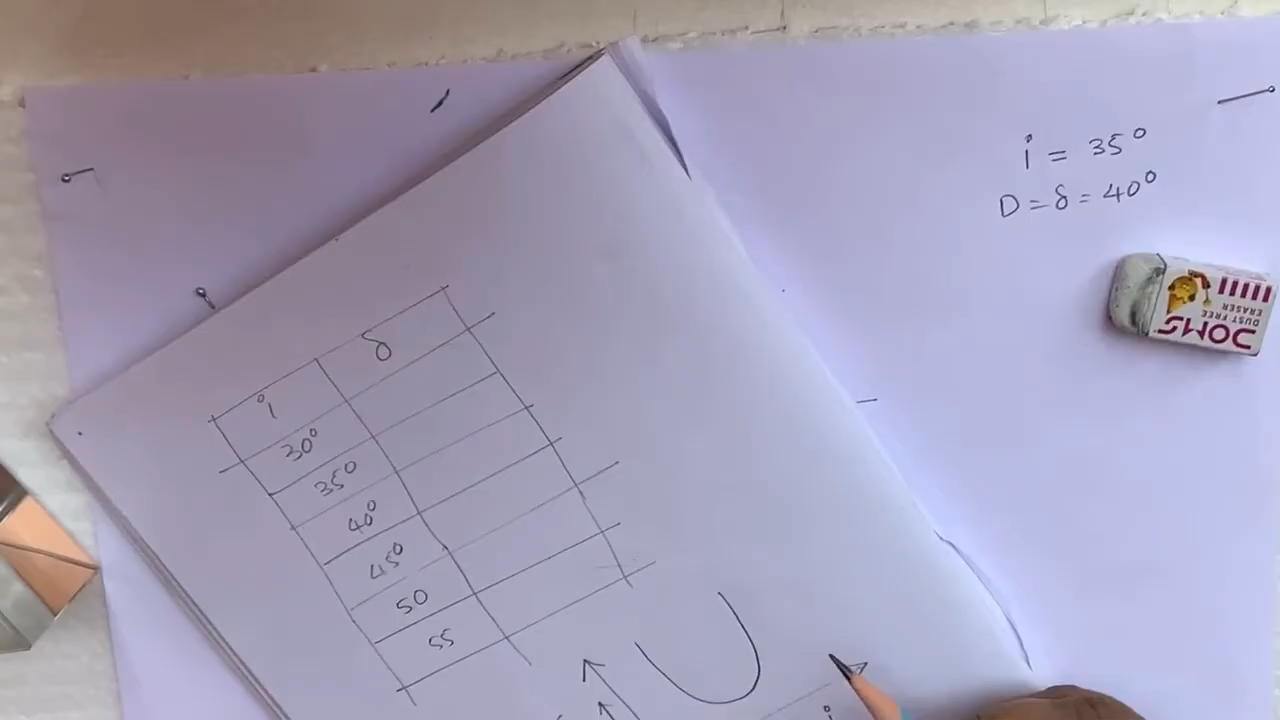 i = 35°
D = δ = 40°
DOMS
DUST FREE
ERASER
i δ
30°
35°
40°
45°
50
55
i